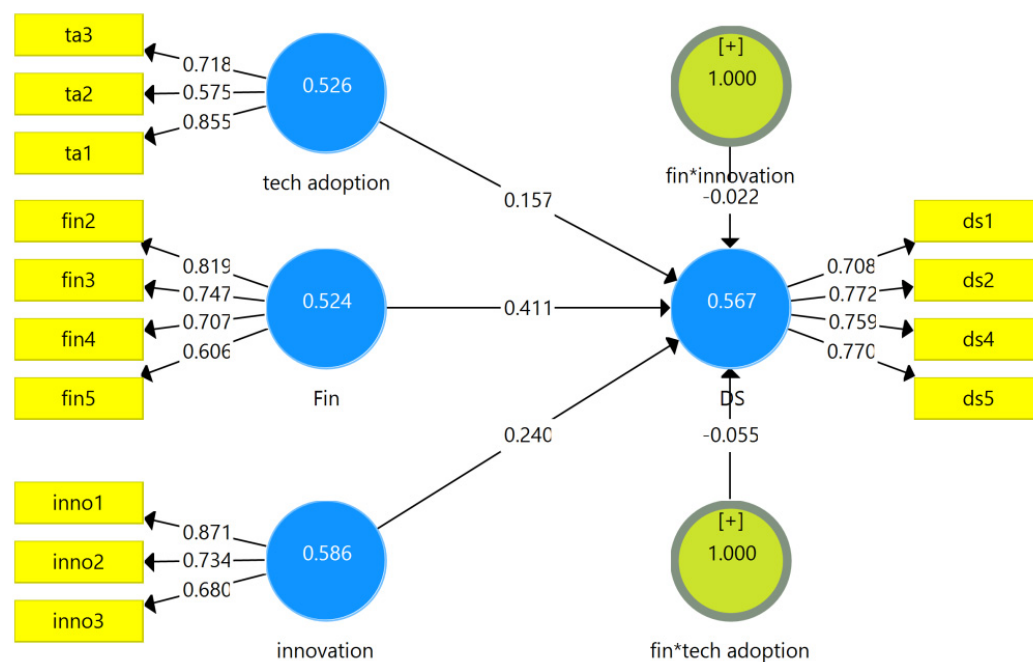 ta3
ta2
ta1
0.718
0.575
0.855
0.526
tech adoption
[+]
1.000
fin*innovation
0.157
-0.022
fin2
fin3
fin4
fin5
0.819
0.747
0.707
0.606
0.524
Fin
0.411
0.567
DS
0.708
0.772
0.759
0.770
ds1
ds2
ds4
ds5
0.240
-0.055
inno1
inno2
inno3
0.871
0.734
0.680
0.586
innovation
[+]
1.000
fin*tech adoption